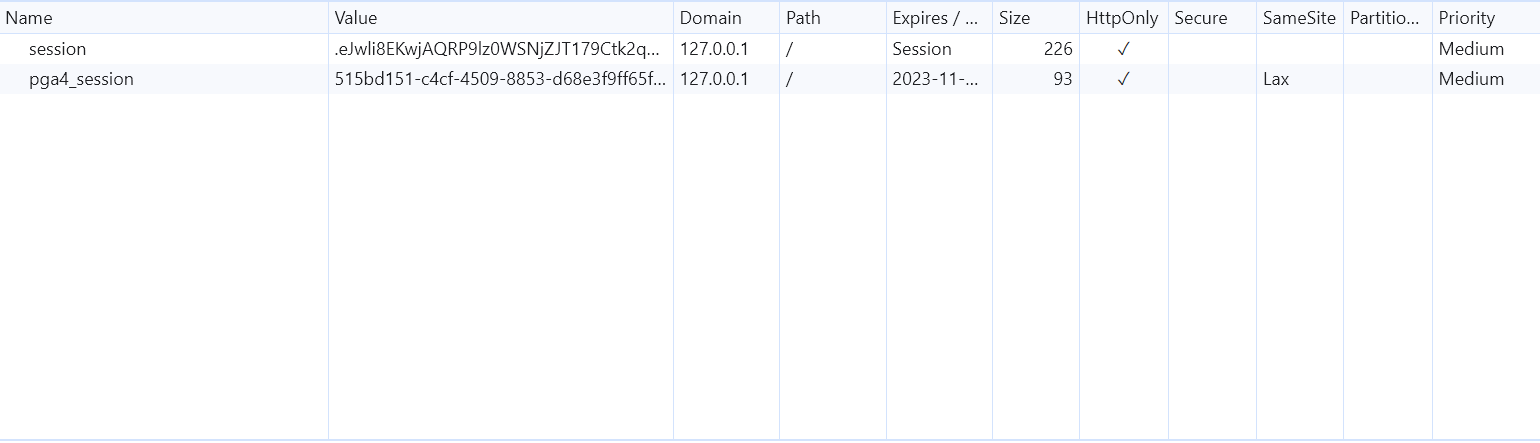 Name Value Domain Path Expires / ... Size HttpOnly Secure SameSite Partitio... Priority
session .eJwli8EKwjAQRP9lz0WSNjZJT179Ctk2q... 127.0.0.1 / Session 226 ✓ Medium
pga4_session 515bd151-c4cf-4509-8853-d68e3f9ff65f... 127.0.0.1 / 2023-11-... 93 ✓ Lax Medium